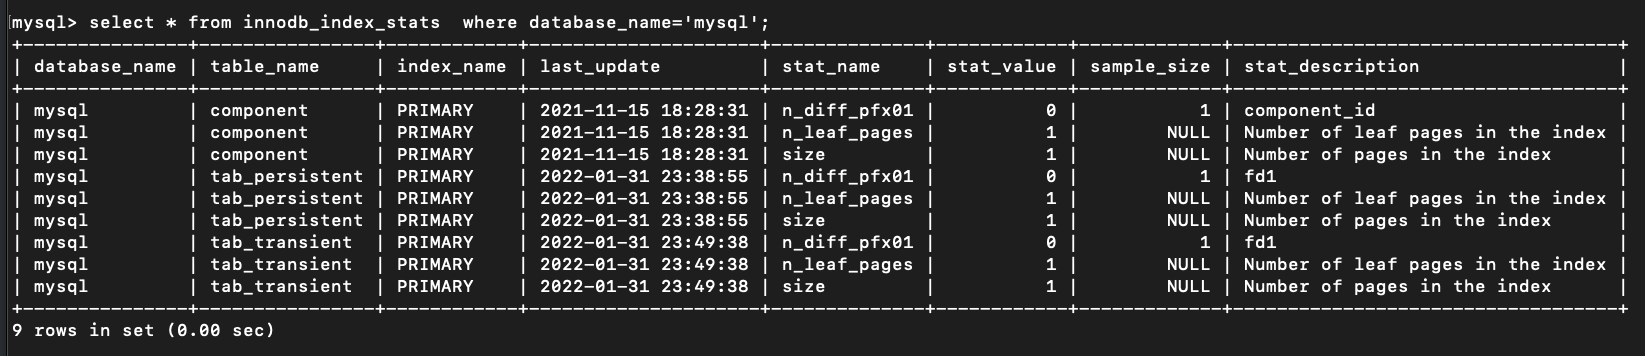 mysql> select * from innodb_index_stats  where database_name='mysql';
+---------------+----------------+------------+---------------------+--------------+------------+-------------+-----------------------------------+
| database_name | table_name     | index_name | last_update         | stat_name    | stat_value | sample_size | stat_description                  |
+---------------+----------------+------------+---------------------+--------------+------------+-------------+-----------------------------------+
| mysql         | component      | PRIMARY    | 2021-11-15 18:28:31 | n_diff_pfx01 |          0 |           1 | component_id                      |
| mysql         | component      | PRIMARY    | 2021-11-15 18:28:31 | n_leaf_pages |          1 |        NULL | Number of leaf pages in the index |
| mysql         | component      | PRIMARY    | 2021-11-15 18:28:31 | size         |          1 |        NULL | Number of pages in the index      |
| mysql         | tab_persistent | PRIMARY    | 2022-01-31 23:38:55 | n_diff_pfx01 |          0 |           1 | fd1                               |
| mysql         | tab_persistent | PRIMARY    | 2022-01-31 23:38:55 | n_leaf_pages |          1 |        NULL | Number of leaf pages in the index |
| mysql         | tab_persistent | PRIMARY    | 2022-01-31 23:38:55 | size         |          1 |        NULL | Number of pages in the index      |
| mysql         | tab_transient  | PRIMARY    | 2022-01-31 23:49:38 | n_diff_pfx01 |          0 |           1 | fd1                               |
| mysql         | tab_transient  | PRIMARY    | 2022-01-31 23:49:38 | n_leaf_pages |          1 |        NULL | Number of leaf pages in the index |
| mysql         | tab_transient  | PRIMARY    | 2022-01-31 23:49:38 | size         |          1 |        NULL | Number of pages in the index      |
+---------------+----------------+------------+---------------------+--------------+------------+-------------+-----------------------------------+
9 rows in set (0.00 sec)